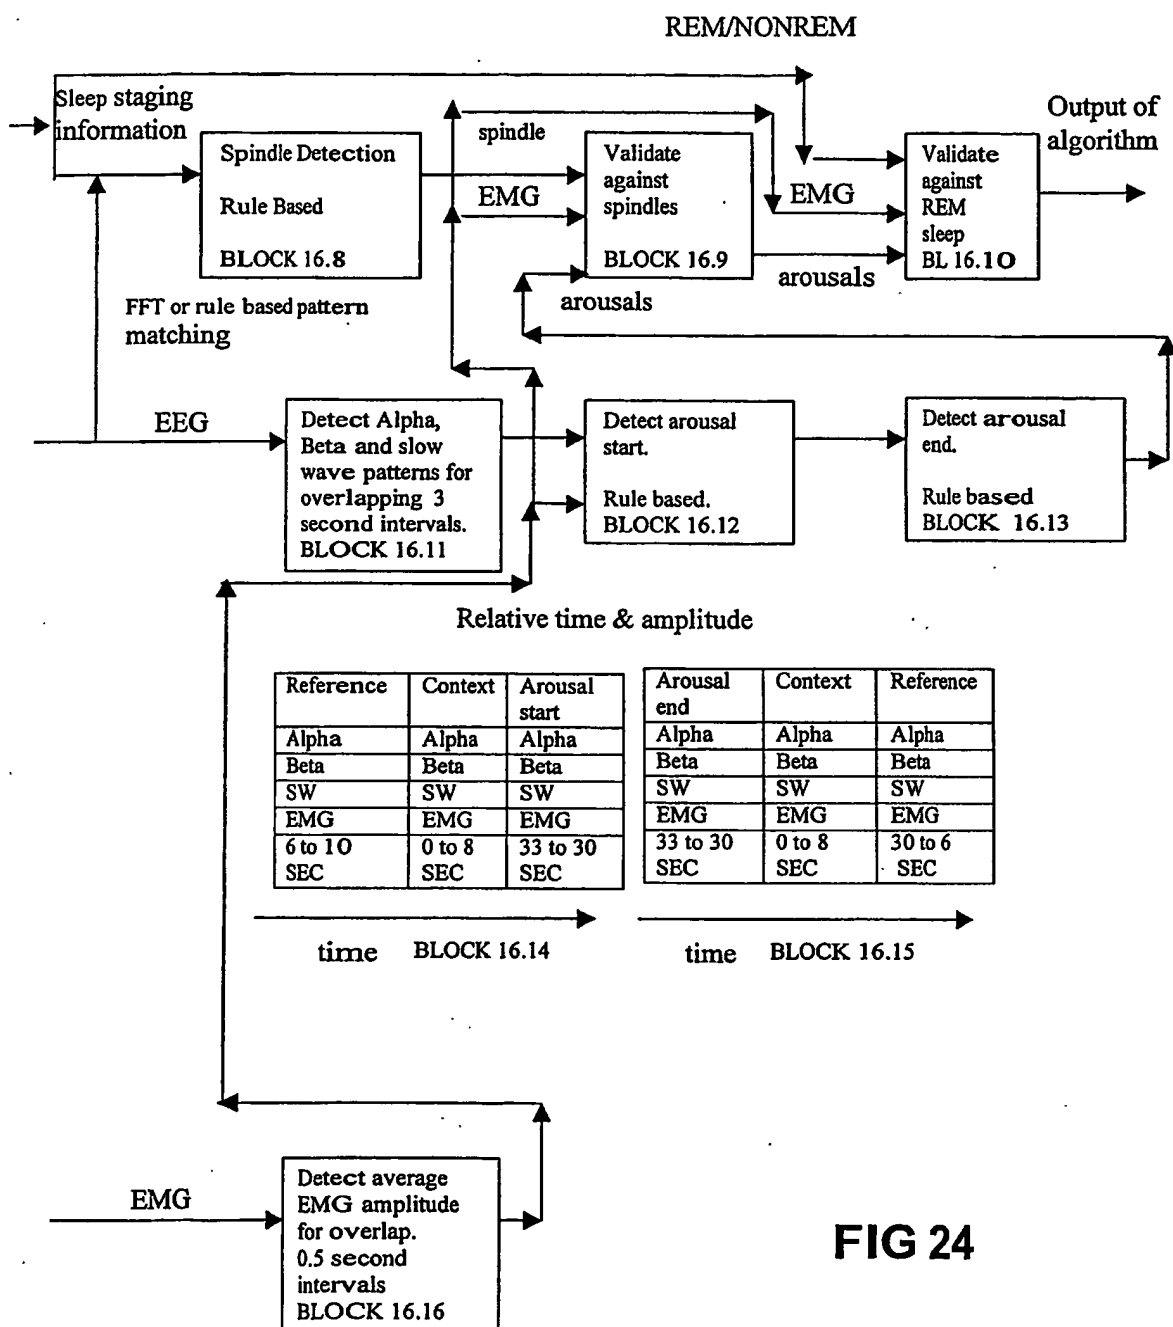 REM/NONREM
Sleep staging
information
Output of
algorithm
Spindle Detection
Rule Based
BLOCK 16.8
spindle
EMG
Validate
against
spindles
BLOCK 16.9
EMG
Validate
against
REM
sleep
BL 16.10
arousals
arousals
FFT or rule based pattern
matching
EEG
Detect Alpha,
Beta and slow
wave patterns for
overlapping 3
second intervals.
BLOCK 16.11
Detect arousal
start.
Rule based.
BLOCK 16.12
Detect arousal
end.
Rule based
BLOCK 16.13
Relative time & amplitude
Reference Context Arousal
start
Alpha Alpha Alpha
Beta Beta Beta
SW SW SW
EMG EMG EMG
6 to 10 0 to 8 33 to 30
SEC SEC SEC
time BLOCK 16.14
Arousal Context Reference
end
Alpha Alpha Alpha
Beta Beta Beta
SW SW SW
EMG EMG EMG
33 to 30 0 to 8 30 to 6
SEC SEC SEC
time BLOCK 16.15
EMG
Detect average
EMG amplitude
for overlap.
0.5 second
intervals
BLOCK 16.16
FIG 24